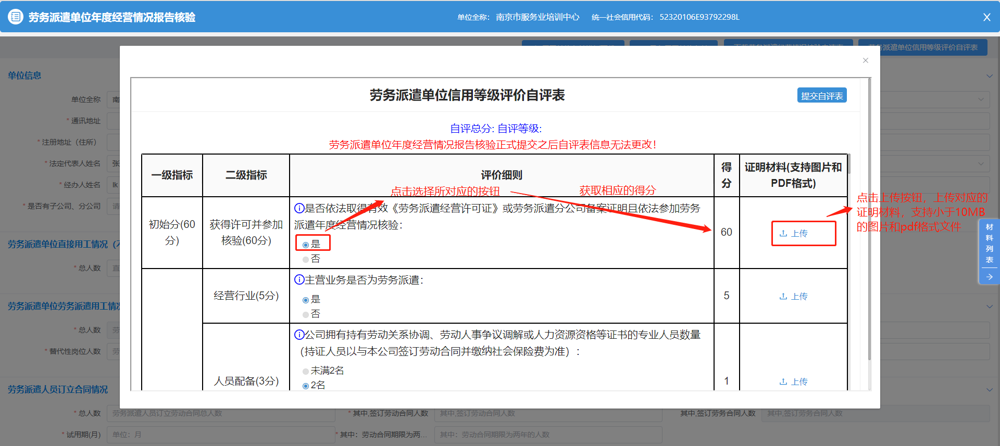 劳务派遣单位年度经营情况报告核验
单位全称： 南京市服务业培训中心 统一社会信用代码： 52320106E93792298L
劳务派遣单位信用等级评价自评表
单位信息
单位全称 南
* 通讯地址
* 注册地址（住所）
* 法定代表人姓名 张
* 经办人姓名 lk
* 是否有子公司、分公司 请
劳务派遣单位直接用工情况（
* 总人数 直
劳务派遣单位劳务派遣用工情况
* 总人数 劳
* 替代性岗位人数 劳
劳务派遣人员订立合同情况
* 总人数 劳务派遣人员订立劳动合同总人数 * 其中,签订劳动合同人数 其中,签订劳动合同人数 其中,签订劳务合同人数 其中,签订劳务合同人数
* 试用期(月) 单位：月 * 其中：劳动合同期限为两... 其中：劳动合同期限为两年的人数
劳务派遣单位信用等级评价自评表
提交自评表
自评总分: 自评等级:
劳务派遣单位年度经营情况报告核验正式提交之后自评表信息无法更改！
一级指标 二级指标 评价细则 得分 证明材料(支持图片和PDF格式)
点击选择所对应的按钮 获取相应的得分
初始分(60分) 获得许可并参加核验(60分)
是否依法取得有效《劳务派遣经营许可证》或劳务派遣分公司备案证明且依法参加劳务
派遣年度经营情况核验：
是
否
60
上传
点击上传按钮，上传对应的
证明材料，支持小于10MB
的图片和pdf格式文件
经营行业(5分)
主营业务是否为劳务派遣：
是
否
5
上传
人员配备(3分)
公司拥有持有劳动关系协调、劳动人事争议调解或人力资源资格等证书的专业人员数量
（持证人员以与本公司签订劳动合同并缴纳社会保险费为准）：
未满2名
2名
1
上传
材
料
列
表